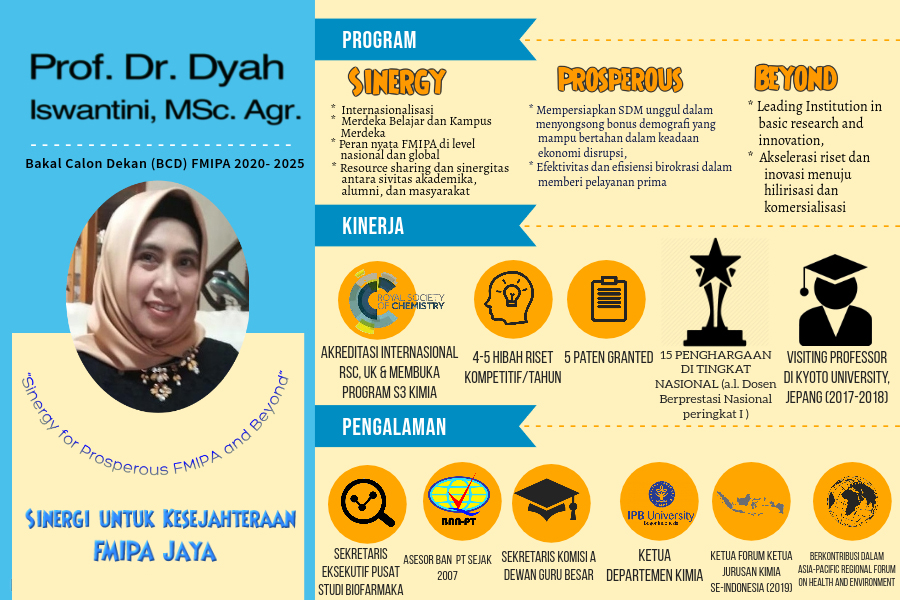 Prof. Dr. Dyah
Iswantini, MSc. Agr.
Bakal Calon Dekan (BCD) FMIPA 2020- 2025
"Sinergy for Prosperous FMIPA and Beyond"
SINERGI UNTUK KESEJAHTERAAN
FMIPA JAYA
PROGRAM
SINERGY
* Internasionalisasi
* Merdeka Belajar dan Kampus
Merdeka
* Peran nyata FMIPA di level
nasional dan global
* Resource sharing dan sinergitas
antara sivitas akademika,
alumni, dan masyarakat
PROSPEROUS
* Mempersiapkan SDM unggul dalam
menyongsong bonus demografi yang
mampu bertahan dalam keadaan
ekonomi disrupsi,
* Efektivitas dan efisiensi birokrasi dalam
memberi pelayanan prima
BEYOND
* Leading Institution in
basic research and
innovation,
* Akselerasi riset dan
inovasi menuju
hilirisasi dan
komersialisasi
KINERJA
ROYAL SOCIETY
OF CHEMISTRY
AKREDITASI INTERNASIONAL
RSC, UK & MEMBUKA
PROGRAM S3 KIMIA
4-5 HIBAH RISET
KOMPETITIF/TAHUN
5 PATEN GRANTED
15 PENGHARGAAN
DI TINGKAT
NASIONAL (a.l. Dosen
Berprestasi Nasional
peringkat I )
VISITING PROFESSOR
DI KYOTO UNIVERSITY,
JEPANG (2017-2018)
PENGALAMAN
SEKRETARIS
EKSEKUTIF PUSAT
STUDI BIOFARMAKA
BAN-PT
ASESOR BAN PT SEJAK
2007
SEKRETARIS KOMISI A
DEWAN GURU BESAR
IPB University
KETUA
DEPARTEMEN KIMIA
KETUA FORUM KETUA
JURUSAN KIMIA
SE-INDONESIA (2019)
BERKONTRIBUSI DALAM
ASIA-PACIFIC REGIONAL FORUM
ON HEALTH AND ENVIRONMENT